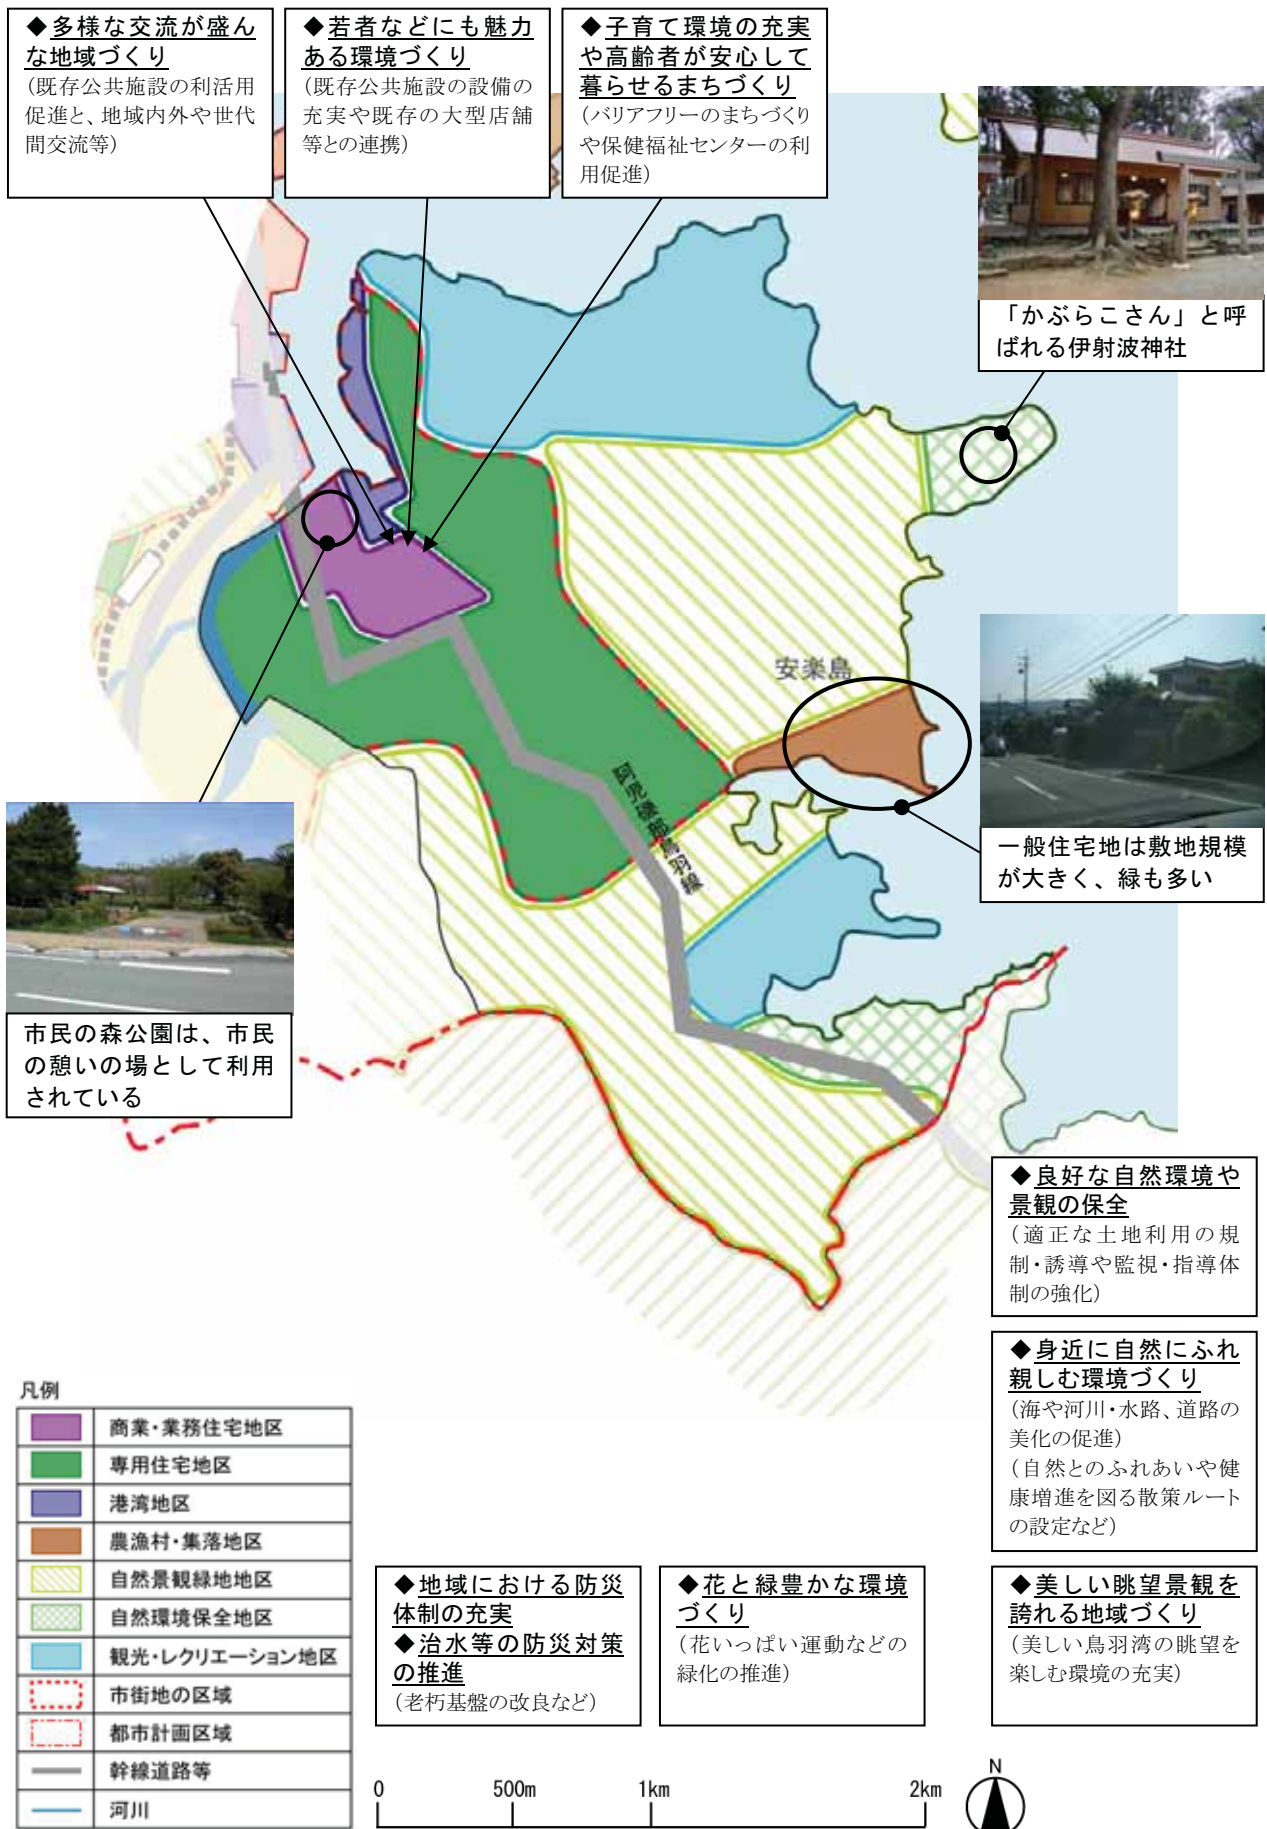 ◆多様な交流が盛ん
な地域づくり
(既存公共施設の利活用
促進と、地域内外や世代
間交流等)
◆若者などにも魅力
ある環境づくり
(既存公共施設の設備の
充実や既存の大型店舗
等との連携)
◆子育て環境の充実
や高齢者が安心して
暮らせるまちづくり
(バリアフリーのまちづくり
や保健福祉センターの利
用促進)
「かぶらこさん」と呼
ばれる伊射波神社
安楽島
阿児磯部鳥羽線
一般住宅地は敷地規模
が大きく、緑も多い
市民の森公園は、市民
の憩いの場として利用
されている
◆良好な自然環境や
景観の保全
(適正な土地利用の規
制・誘導や監視・指導体
制の強化)
◆身近に自然にふれ
親しむ環境づくり
(海や河川・水路、道路の
美化の促進)
(自然とのふれあいや健
康増進を図る散策ルート
の設定など)
凡例
商業・業務住宅地区
専用住宅地区
港湾地区
農漁村・集落地区
自然景観緑地地区
自然環境保全地区
観光・レクリエーション地区
市街地の区域
都市計画区域
幹線道路等
河川
◆地域における防災
体制の充実
◆治水等の防災対策
の推進
(老朽基盤の改良など)
◆花と緑豊かな環境
づくり
(花いっぱい運動などの
緑化の推進)
◆美しい眺望景観を
誇れる地域づくり
(美しい鳥羽湾の眺望を
楽しむ環境の充実)
0 500m 1km 2km
N